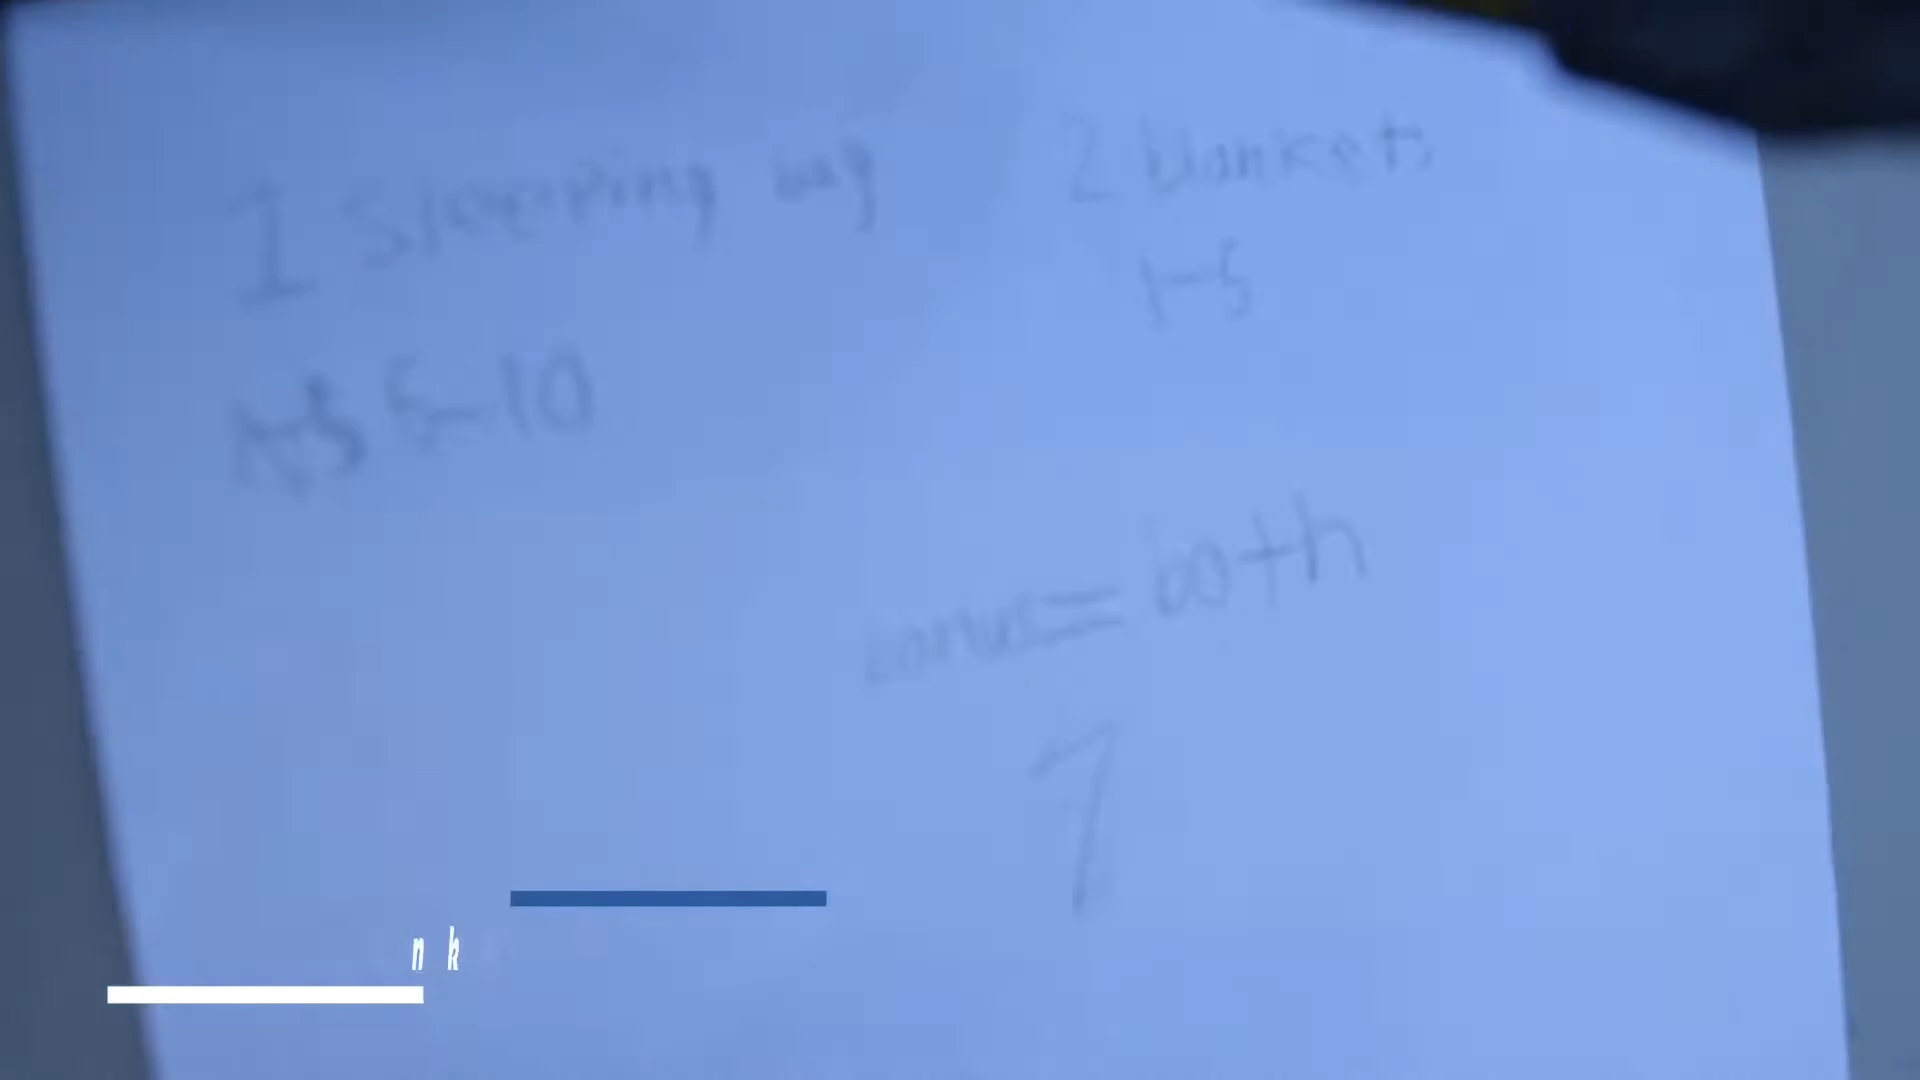 1 Sleeping bag
5-10
2 blankets
1-5
bonus = both
7
n k